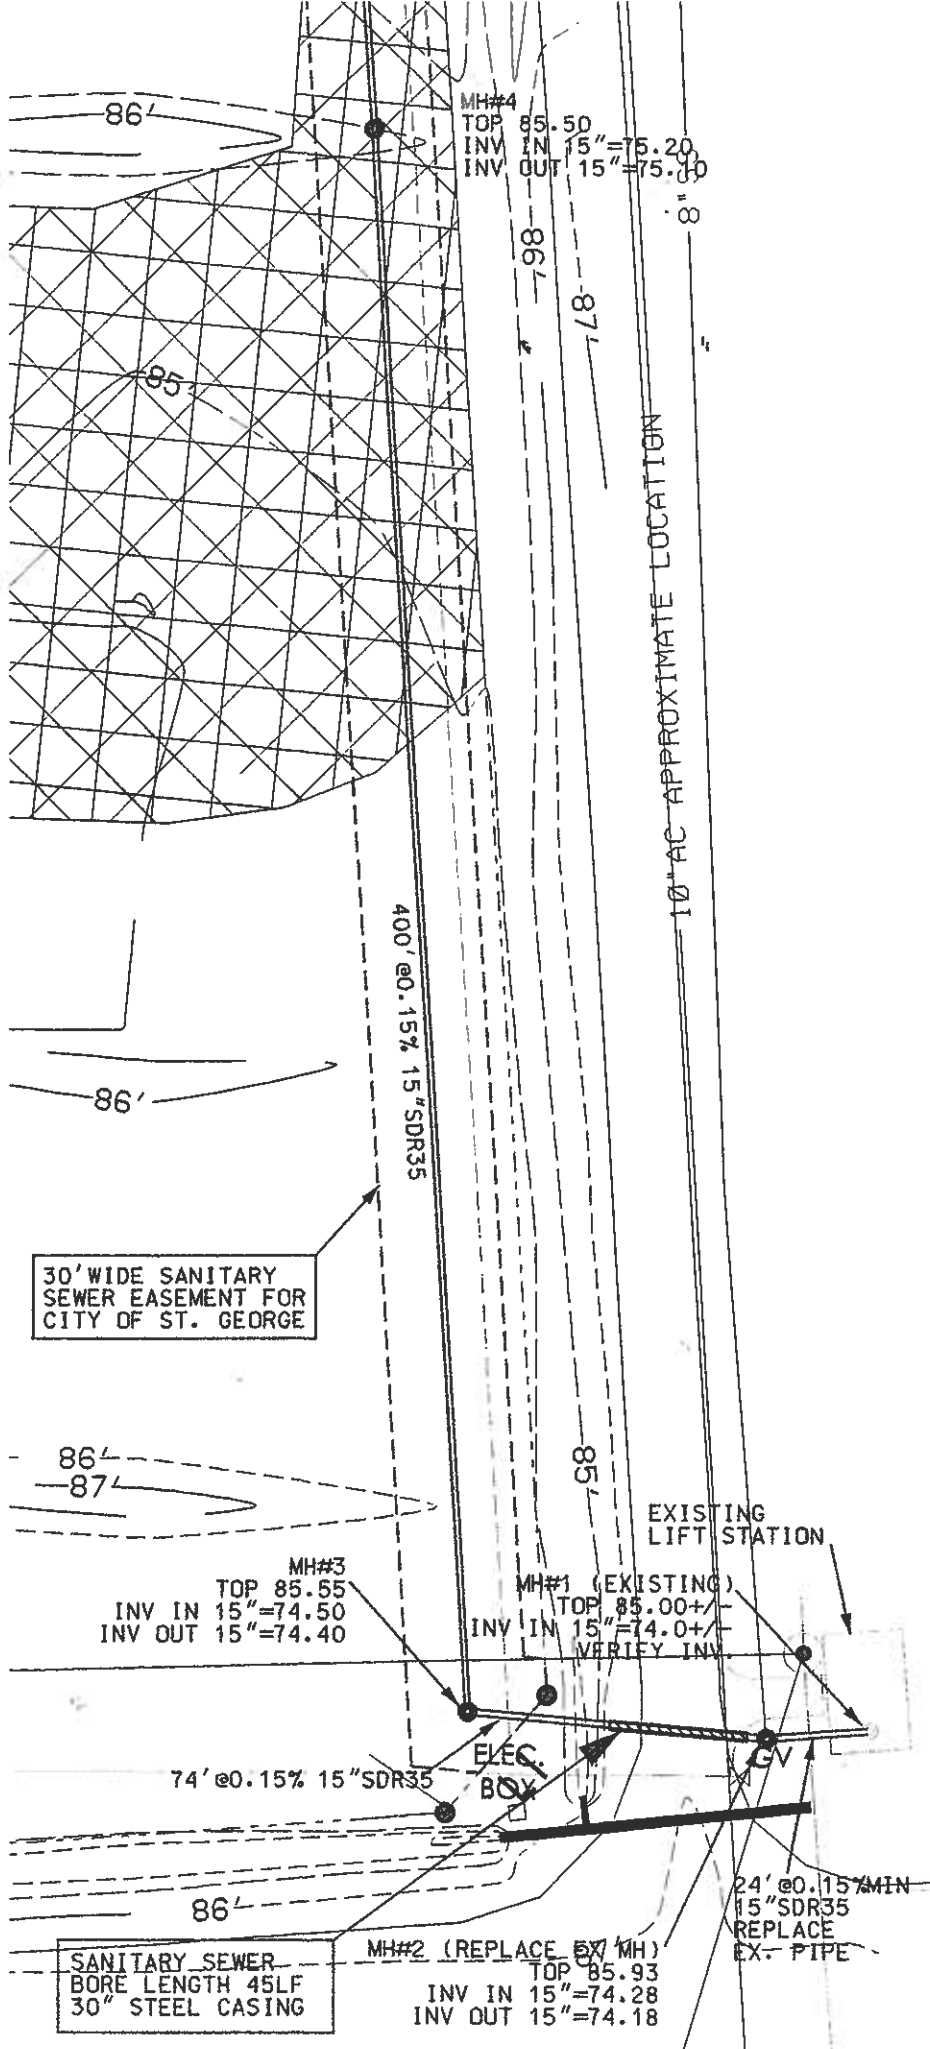 86'
MH#4
TOP 85.50
INV IN 15"=75.20
INV OUT 15"=75.10
86'
87'
85'
10" AC APPROXIMATE LOCATION
400'@0.15% 15"SDR35
86'
30'WIDE SANITARY
SEWER EASEMENT FOR
CITY OF ST. GEORGE
86'
87'
85'
EXISTING
LIFT STATION
MH#3
TOP 85.55
INV IN 15"=74.50
INV OUT 15"=74.40
MH#1 (EXISTING)
TOP 85.00+/-
INV IN 15"=74.0+/-
VERIFY INV.
74'@0.15% 15"SDR35
ELEC.
BOX
GV
86'
24'@0.15%MIN
15"SDR35
REPLACE
EX. PIPE
SANITARY SEWER
BORE LENGTH 45LF
30" STEEL CASING
MH#2 (REPLACE EX MH)
TOP 85.93
INV IN 15"=74.28
INV OUT 15"=74.18